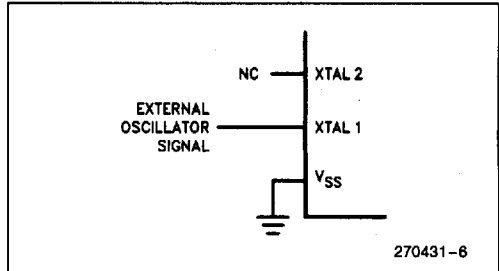 NC
XTAL 2
EXTERNAL
OSCILLATOR
SIGNAL
XTAL 1
VSS
270431-6